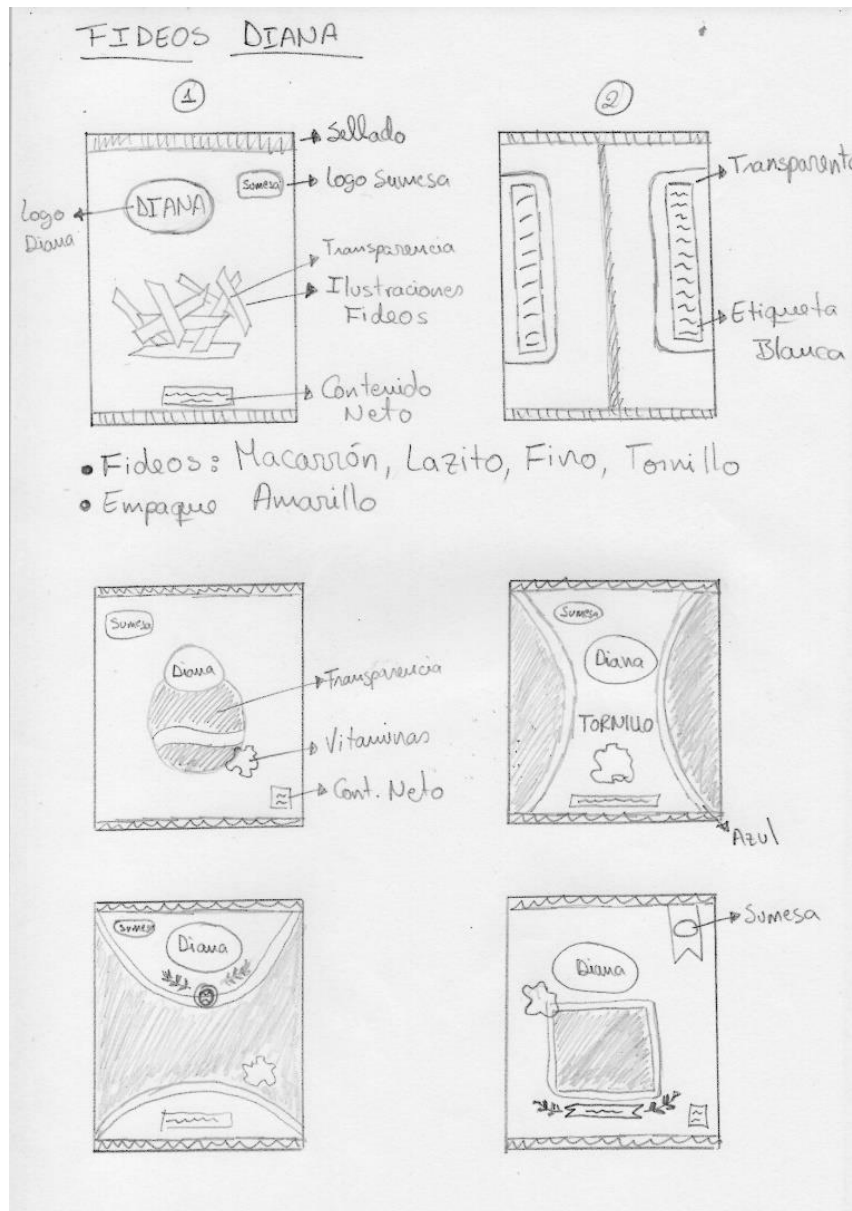 FIDEOS DIANA
1
2
Sellado
Sumesa
Logo Sumesa
DIANA
Logo
Diana
Transparencia
Ilustraciones
Fideos
Contenido
Neto
Transparente
Etiqueta
Blanca
• Fideos: Macarrón, Lazito, Fino, Tornillo
• Empaque Amarillo
Sumesa
Diana
Transparencia
Vitaminas
Cont. Neto
Sumesa
Diana
TORNILLO
Azul
Sumesa
Diana
Sumesa
Diana